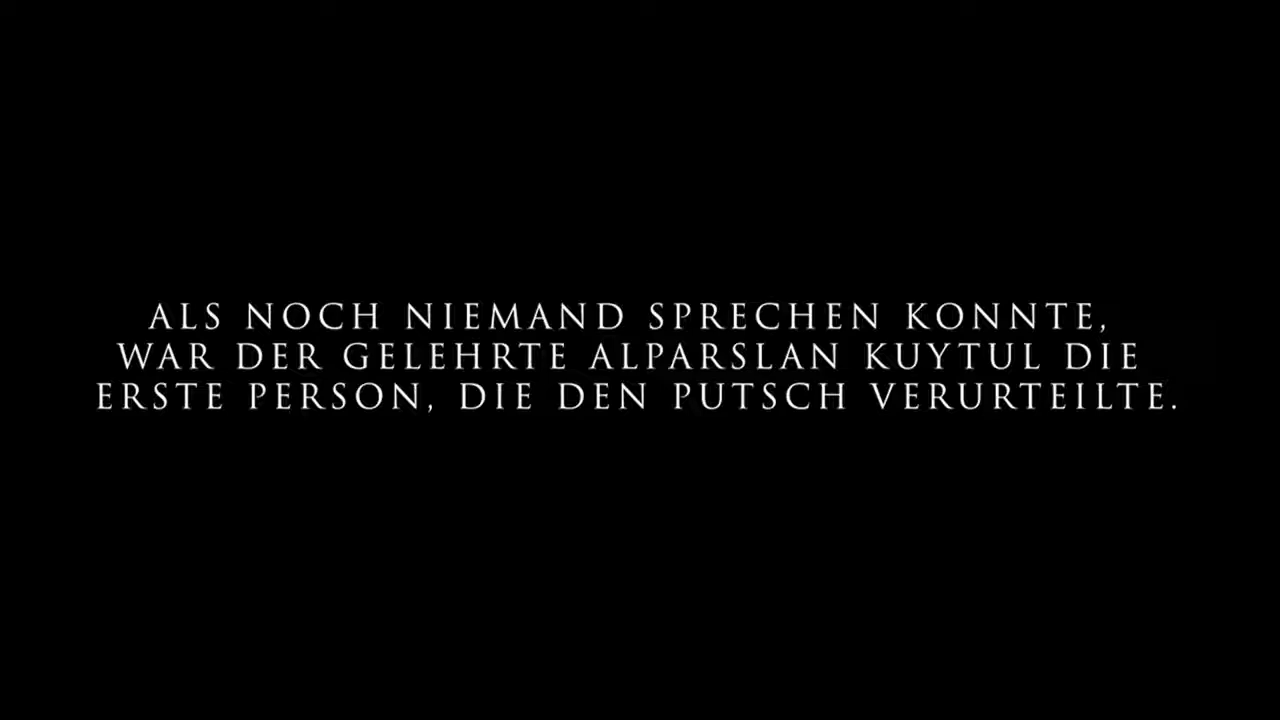 ALS NOCH NIEMAND SPRECHEN KONNTE,
WAR DER GELEHRTE ALPARSLAN KUYTUL DIE
ERSTE PERSON, DIE DEN PUTSCH VERURTEILTE.